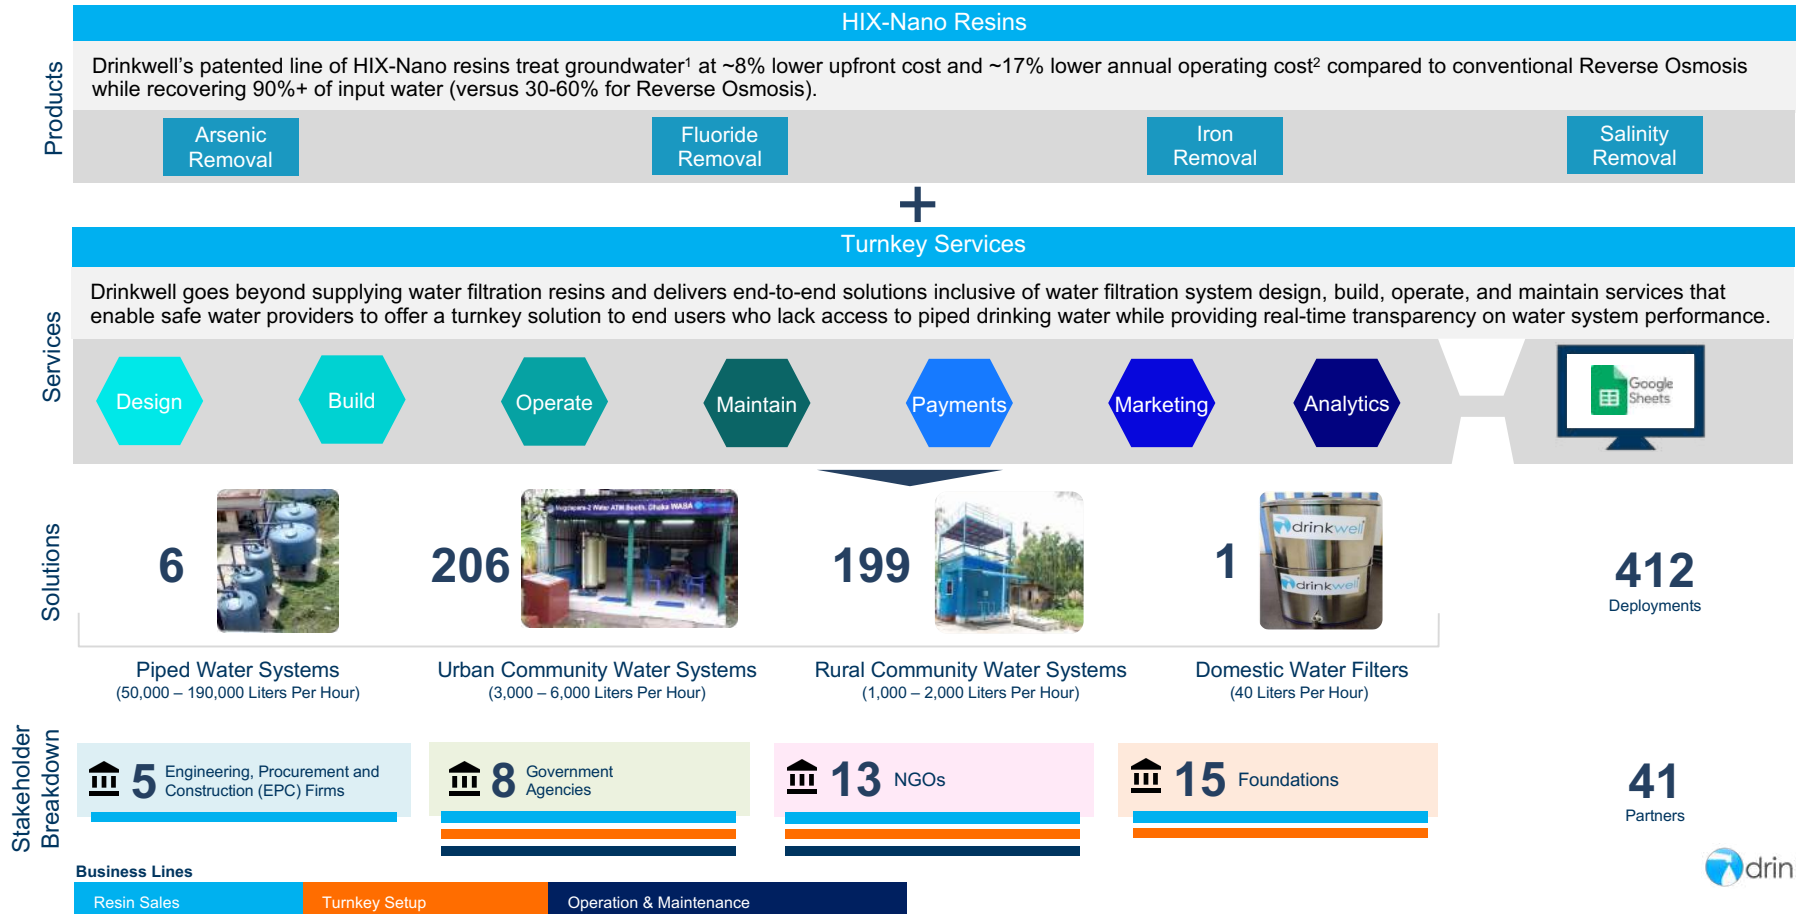 HIX-Nano Resins
Products
Drinkwell’s patented line of HIX-Nano resins treat groundwater¹ at ~8% lower upfront cost and ~17% lower annual operating cost² compared to conventional Reverse Osmosis
while recovering 90%+ of input water (versus 30-60% for Reverse Osmosis).
Arsenic
Removal
Fluoride
Removal
Iron
Removal
Salinity
Removal
+
Turnkey Services
Services
Drinkwell goes beyond supplying water filtration resins and delivers end-to-end solutions inclusive of water filtration system design, build, operate, and maintain services that
enable safe water providers to offer a turnkey solution to end users who lack access to piped drinking water while providing real-time transparency on water system performance.
Design
Build
Operate
Maintain
Payments
Marketing
Analytics
Google
Sheets
Solutions
6
206
Mugdapara-2 Water ATM Booth, Dhaka WASA
199
1
drinkwell
drinkwell
412
Deployments
Piped Water Systems
(50,000 – 190,000 Liters Per Hour)
Urban Community Water Systems
(3,000 – 6,000 Liters Per Hour)
Rural Community Water Systems
(1,000 – 2,000 Liters Per Hour)
Domestic Water Filters
(40 Liters Per Hour)
Stakeholder
Breakdown
5
Engineering, Procurement and
Construction (EPC) Firms
8
Government
Agencies
13
NGOs
15
Foundations
41
Partners
Business Lines
Resin Sales
Turnkey Setup
Operation & Maintenance
drin